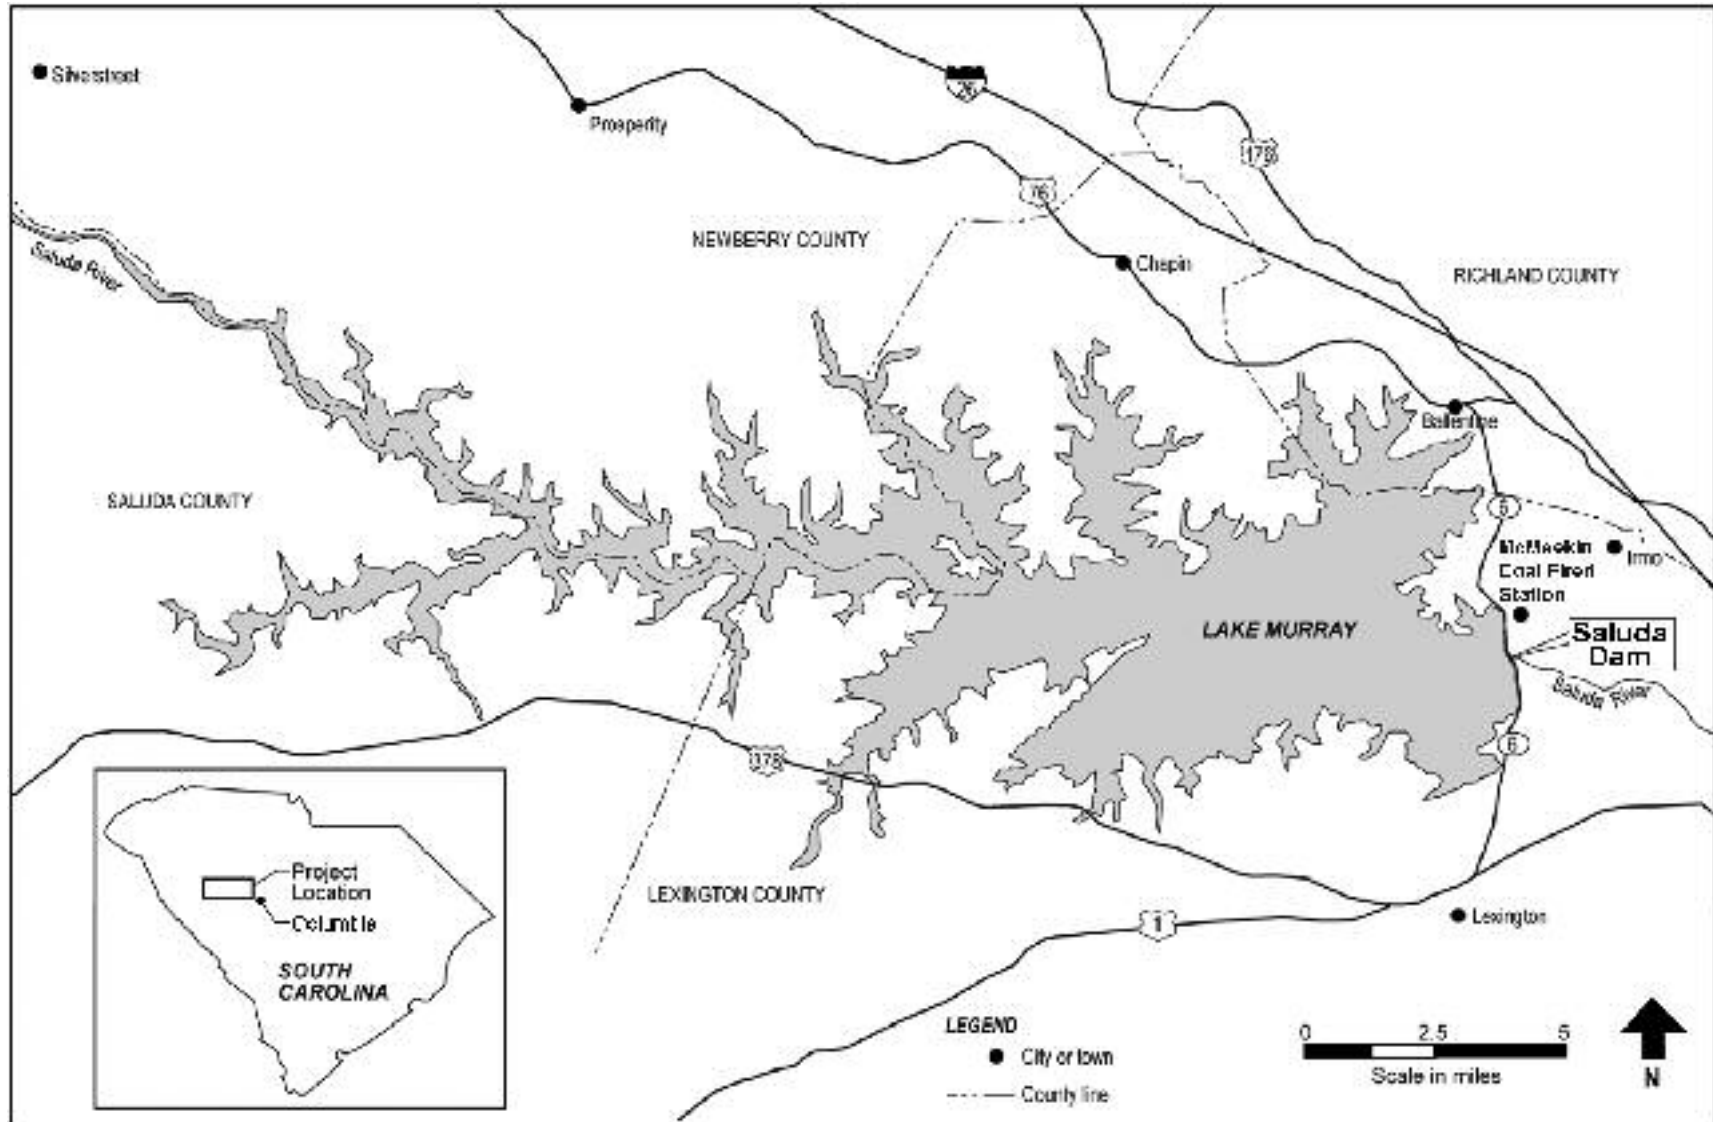 Silverstreet
Prosperity
26
176
76
NEWBERRY COUNTY
Chapin
RICHLAND COUNTY
Saluda River
Ballentine
SALUDA COUNTY
6
McMeekin
Coal Fired
Station
Irmo
LAKE MURRAY
Saluda
Dam
Saluda River
6
178
LEXINGTON COUNTY
1
Lexington
Project
Location
Columbia
SOUTH
CAROLINA
LEGEND
City or town
County line
0 2.5 5
Scale in miles
N